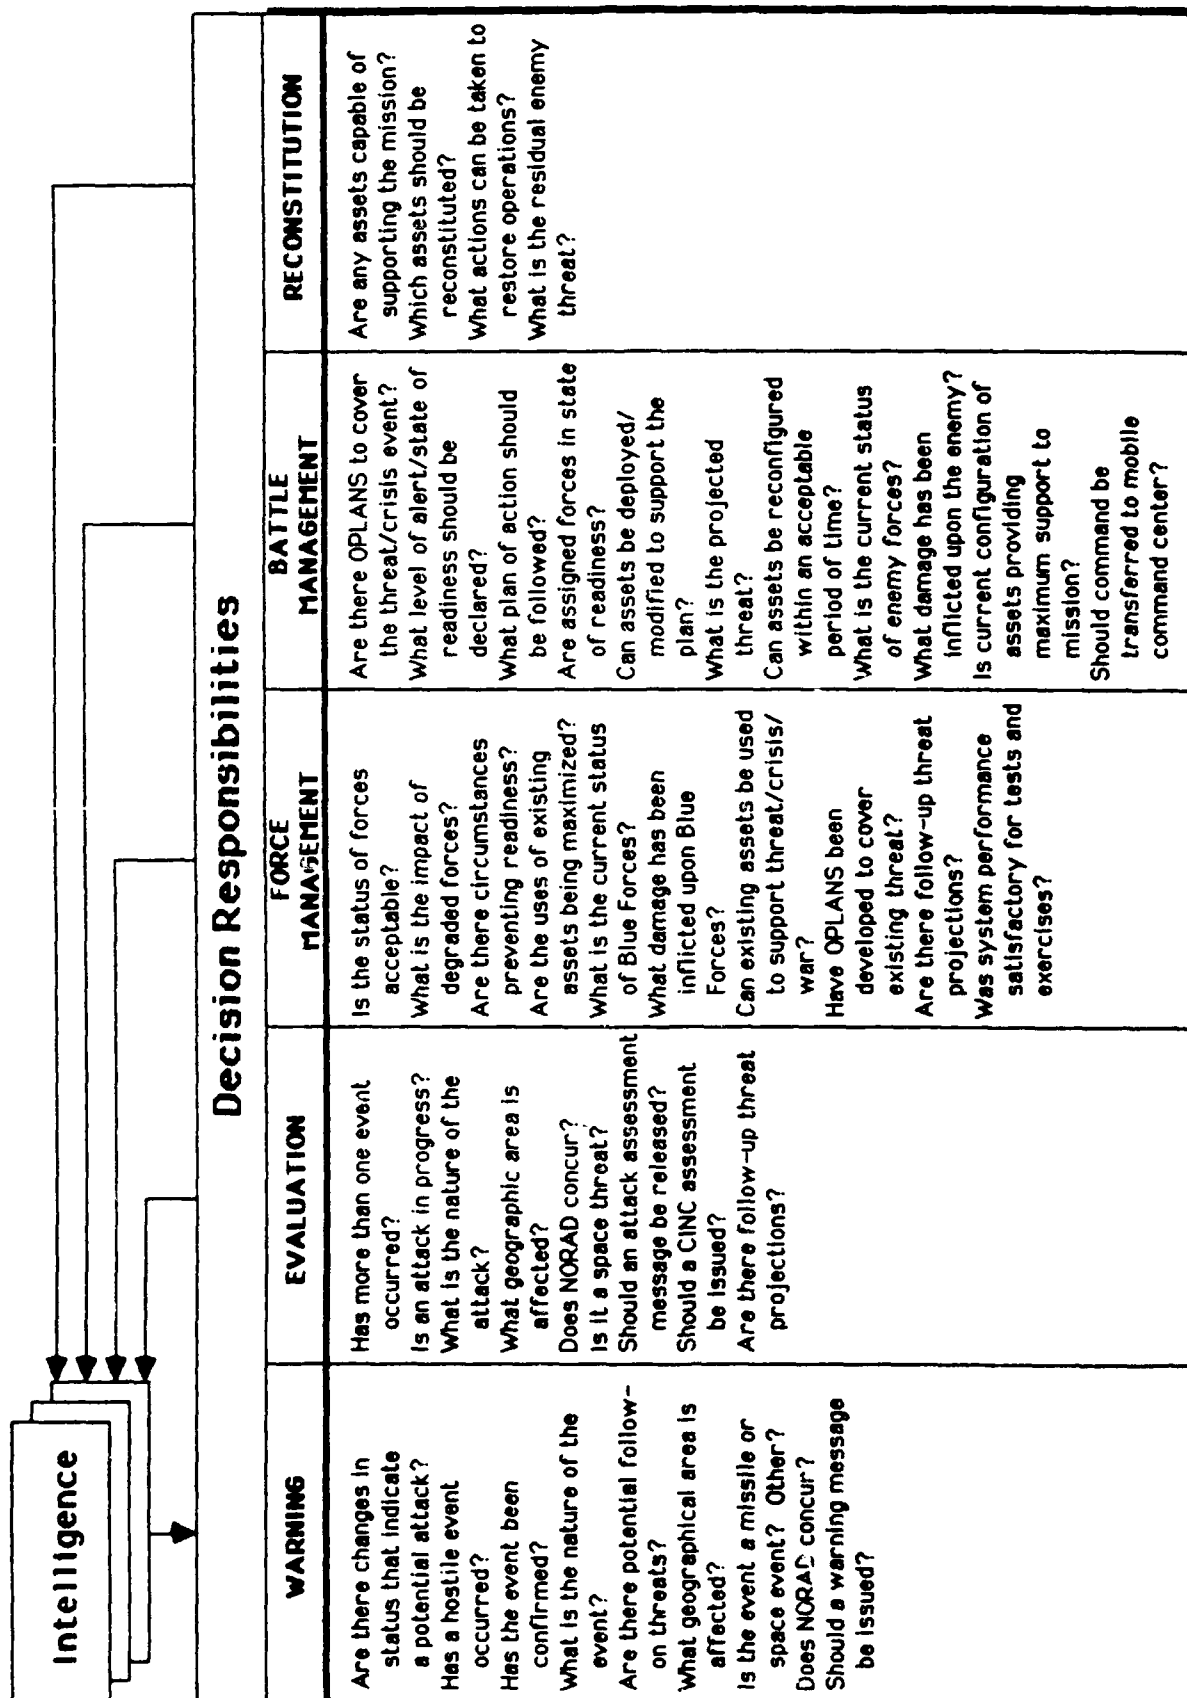 Intelligence
Decision Responsibilities
WARNING
Are there changes in
status that indicate
a potential attack?
Has a hostile event
occurred?
Has the event been
confirmed?
What is the nature of the
event?
Are there potential follow-
on threats?
What geographical area is
affected?
Is the event a missile or
space event? Other?
Does NORAD concur?
Should a warning message
be issued?
EVALUATION
Has more than one event
occurred?
Is an attack in progress?
What is the nature of the
attack?
What geographic area is
affected?
Does NORAD concur?
Is it a space threat?
Should an attack assessment
message be released?
Should a CINC assessment
be issued?
Are there follow-up threat
projections?
FORCE
MANAGEMENT
Is the status of forces
acceptable?
What is the impact of
degraded forces?
Are there circumstances
preventing readiness?
Are the uses of existing
assets being maximized?
What is the current status
of Blue Forces?
What damage has been
inflicted upon Blue
Forces?
Can existing assets be used
to support threat/crisis/
war?
Have OPLANS been
developed to cover
existing threat?
Are there follow-up threat
projections?
Was system performance
satisfactory for tests and
exercises?
BATTLE
MANAGEMENT
Are there OPLANS to cover
the threat/crisis event?
What level of alert/state of
readiness should be
declared?
What plan of action should
be followed?
Are assigned forces in state
of readiness?
Can assets be deployed/
modified to support the
plan?
What is the projected
threat?
Can assets be reconfigured
within an acceptable
period of time?
What is the current status
of enemy forces?
What damage has been
inflicted upon the enemy?
Is current configuration of
assets providing
maximum support to
mission?
Should command be
transferred to mobile
command center?
RECONSTITUTION
Are any assets capable of
supporting the mission?
Which assets should be
reconstituted?
What actions can be taken to
restore operations?
What is the residual enemy
threat?